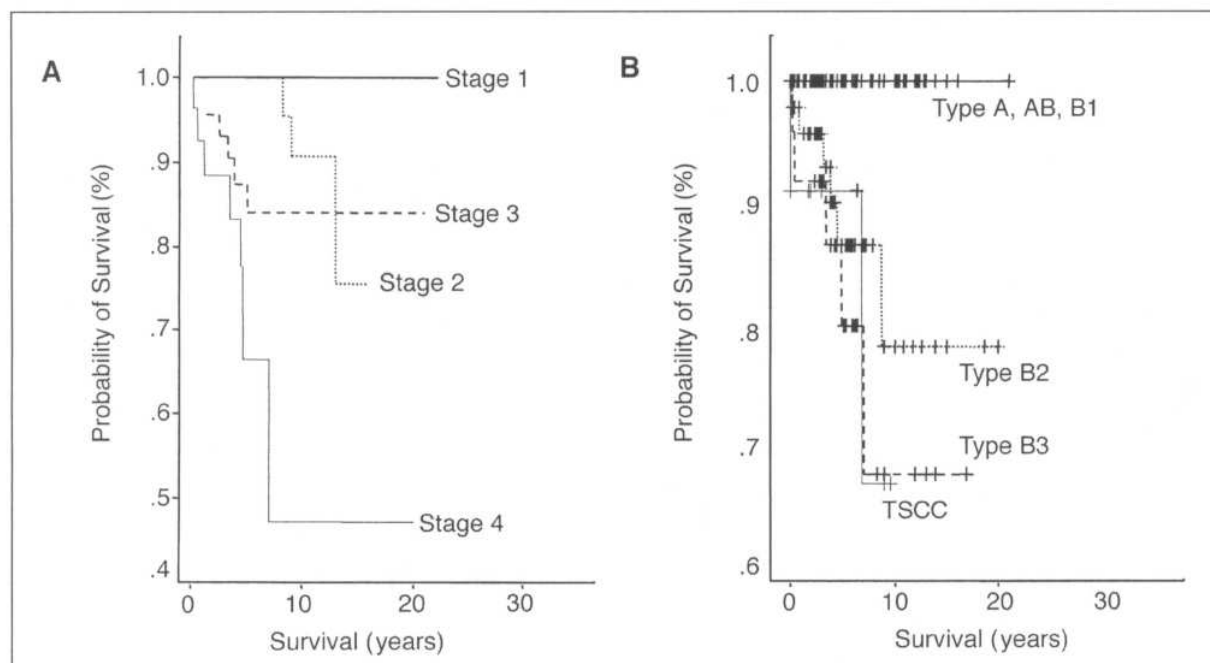 A
Probability of Survival (%)
1.0
.9
.8
.7
.6
.5
.4
0
10
20
30
Survival (years)
Stage 1
Stage 3
Stage 2
Stage 4
B
Probability of Survival (%)
1.0
.9
.8
.7
.6
0
10
20
30
Survival (years)
Type A, AB, B1
Type B2
Type B3
TSCC